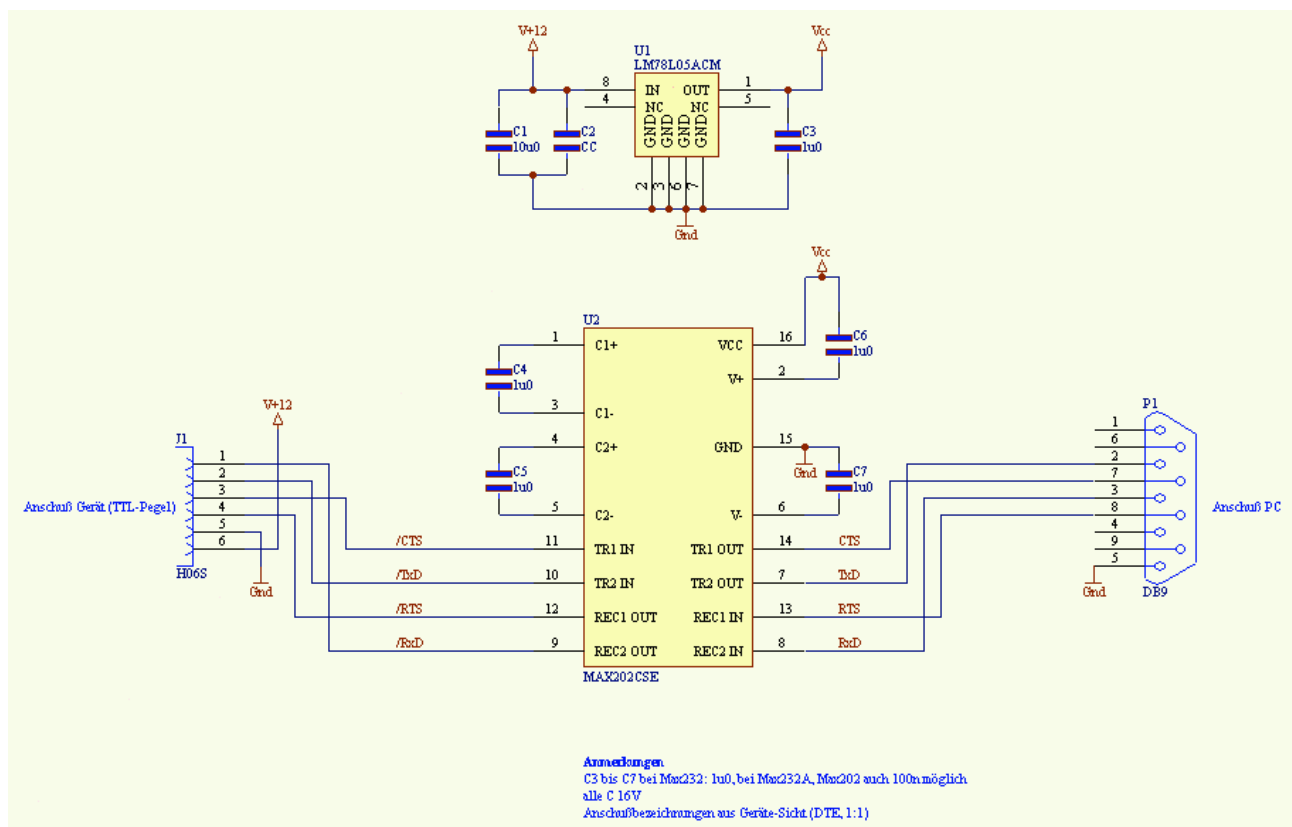 V+12
Vcc
U1
LM78L05ACM
8 IN OUT 1
4 NC NC 5
GND GND GND GND
2 3 6 7
C1
10u0
C2
CC
C3
1u0
Gnd
Vcc
U2
1 C1+ VCC 16
C6
1u0
V+ 2
C4
1u0
3 C1-
4 C2+ GND 15
Gnd
C7
1u0
C5
1u0
5 C2- V- 6
/CTS 11 TR1 IN TR1 OUT 14 CTS
/TxD 10 TR2 IN TR2 OUT 7 TxD
/RTS 12 REC1 OUT REC1 IN 13 RTS
/RxD 9 REC2 OUT REC2 IN 8 RxD
MAX202CSE
V+12
J1
1
2
3
4
5
6
Anschuß Gerät (TTL-Pegel)
H06S
Gnd
P1
1
6
2
7
3
8
4
9
5
Anschuß PC
Gnd
DB9
Anmerkungen
C3 bis C7 bei Max232: 1u0, bei Max232A, Max202 auch 100n möglich
alle C 16V
Anschußbezeichnungen aus Geräte-Sicht (DTE, 1:1)